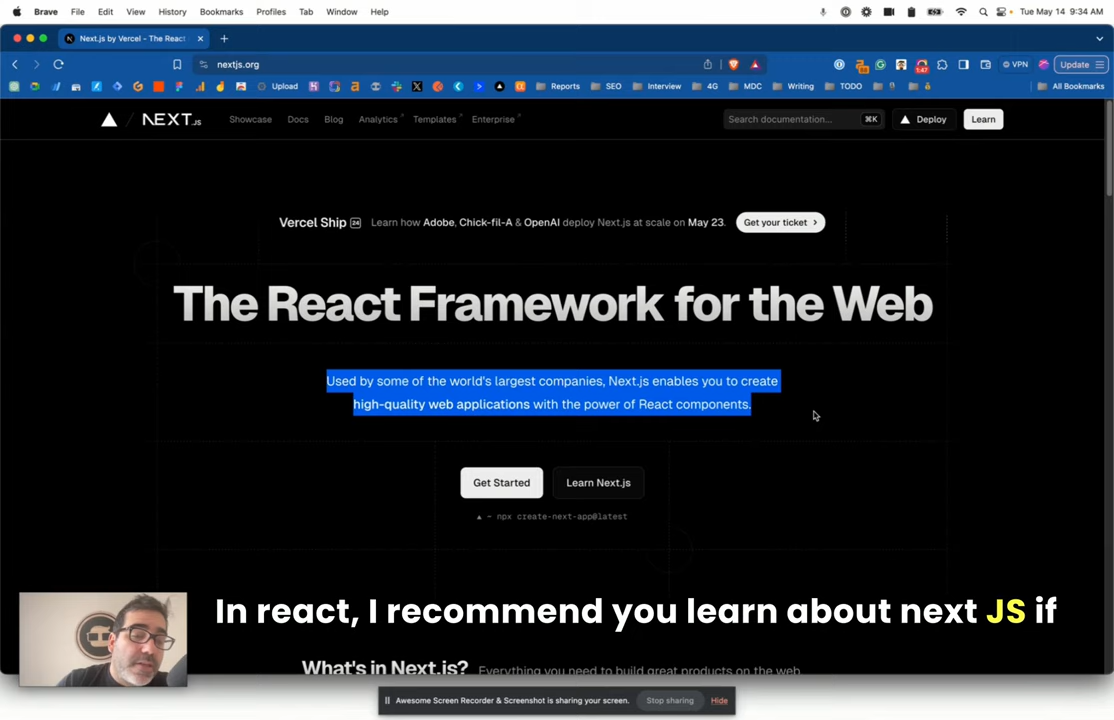 Brave File Edit View History Bookmarks Profiles Tab Window Help Tue May 14 9:34 AM
Next.js by Vercel - The React
nextjs.org VPN Update
Upload Reports SEO Interview 4G MDC Writing TODO All Bookmarks
NEXT.JS Showcase Docs Blog Analytics Templates Enterprise Search documentation... ⌘K Deploy Learn
Vercel Ship 24 Learn how Adobe, Chick-fil-A & OpenAI deploy Next.js at scale on May 23. Get your ticket
The React Framework for the Web
Used by some of the world's largest companies, Next.js enables you to create
high-quality web applications with the power of React components.
Get Started Learn Next.js
▲ ~ npx create-next-app@latest
In react, I recommend you learn about next JS if
What's in Next.js? Everything you need to build great products on the web.
Awesome Screen Recorder & Screenshot is sharing your screen. Stop sharing Hide